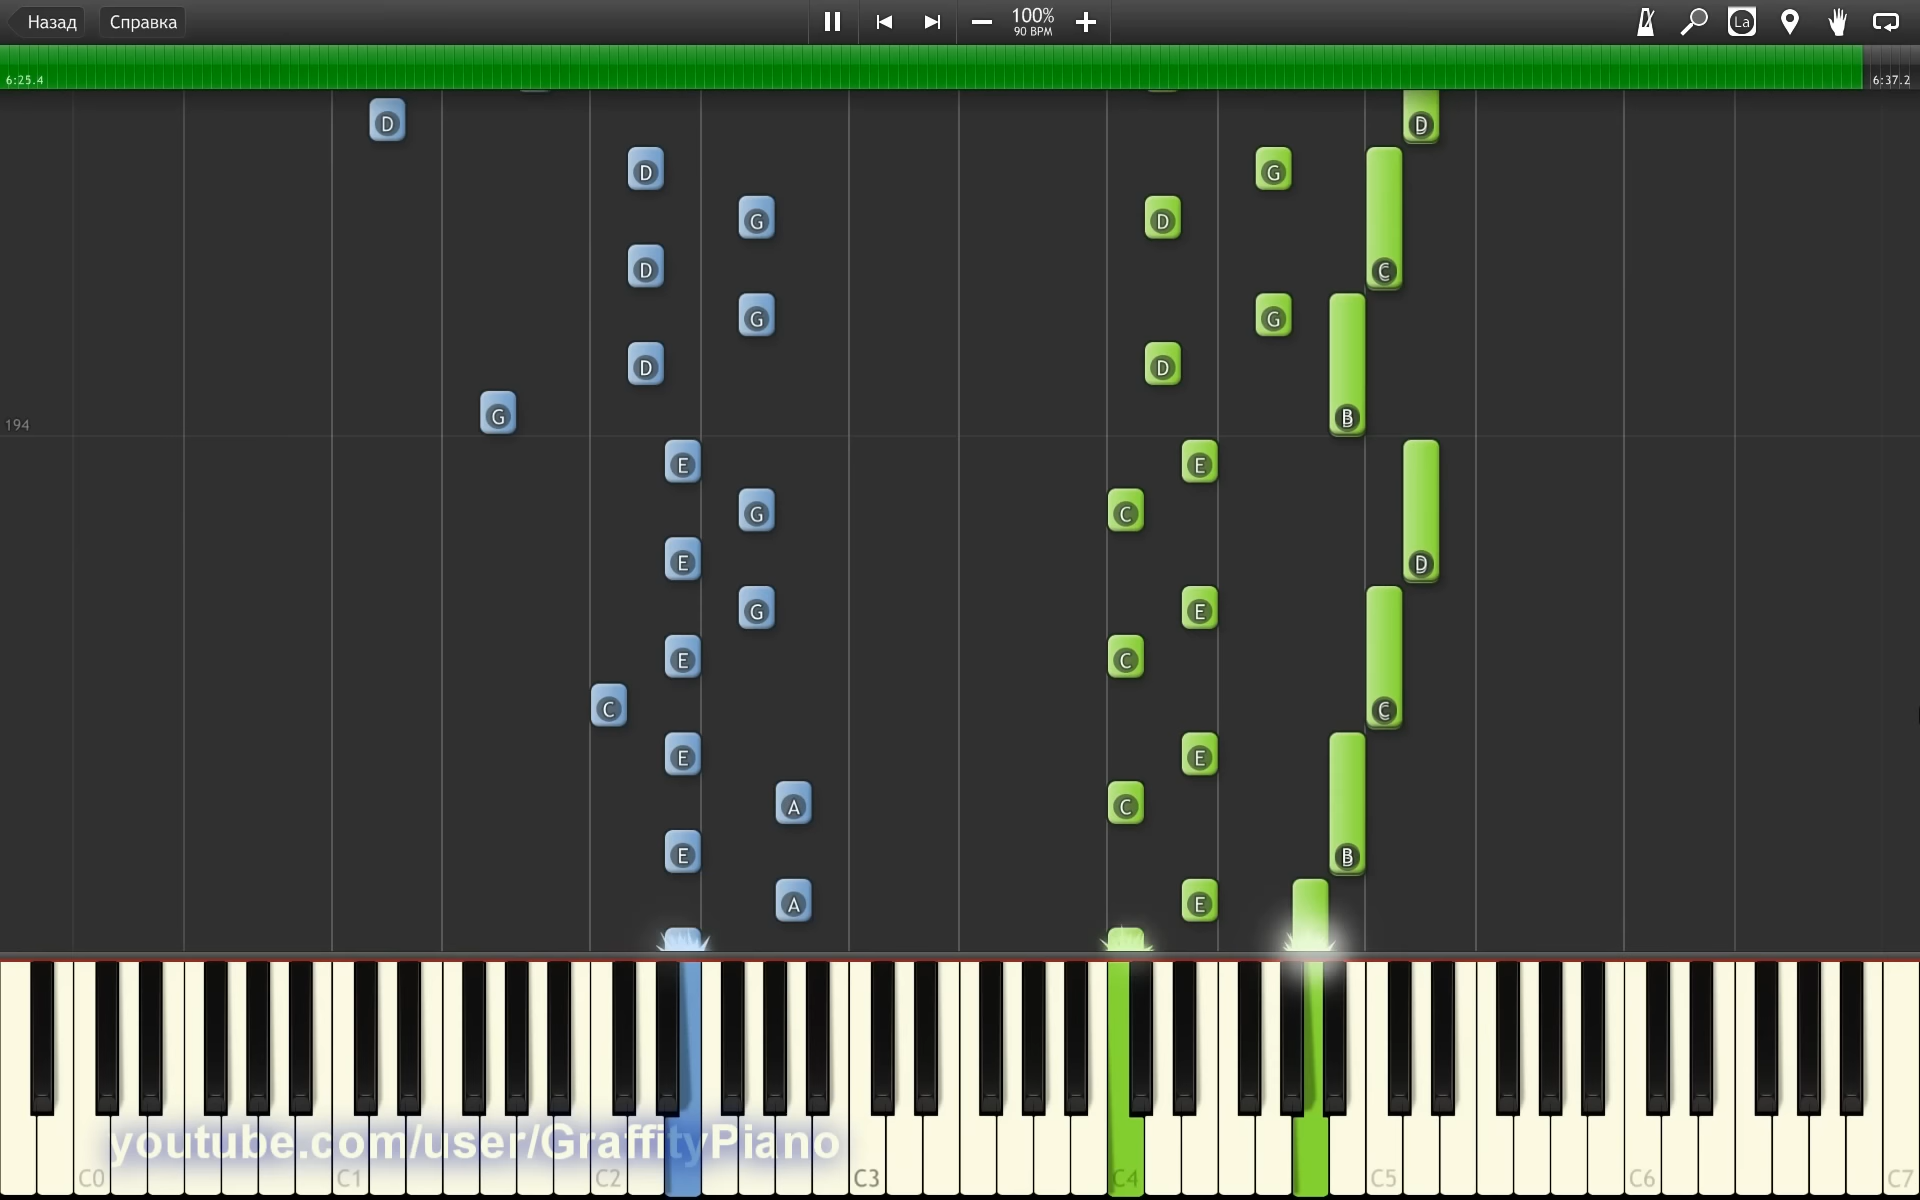 Назад Справка 100% La
90 BPM
6:25.4 6:37.2
D D
D G
G D
D C
G G
D D
G B
194
E E
G C
E D
G E
E C
C C
E E
A C
E B
A E
youtube.com/user/GraffityPiano
C0 C1 C2 C3 C4 C5 C6 C7